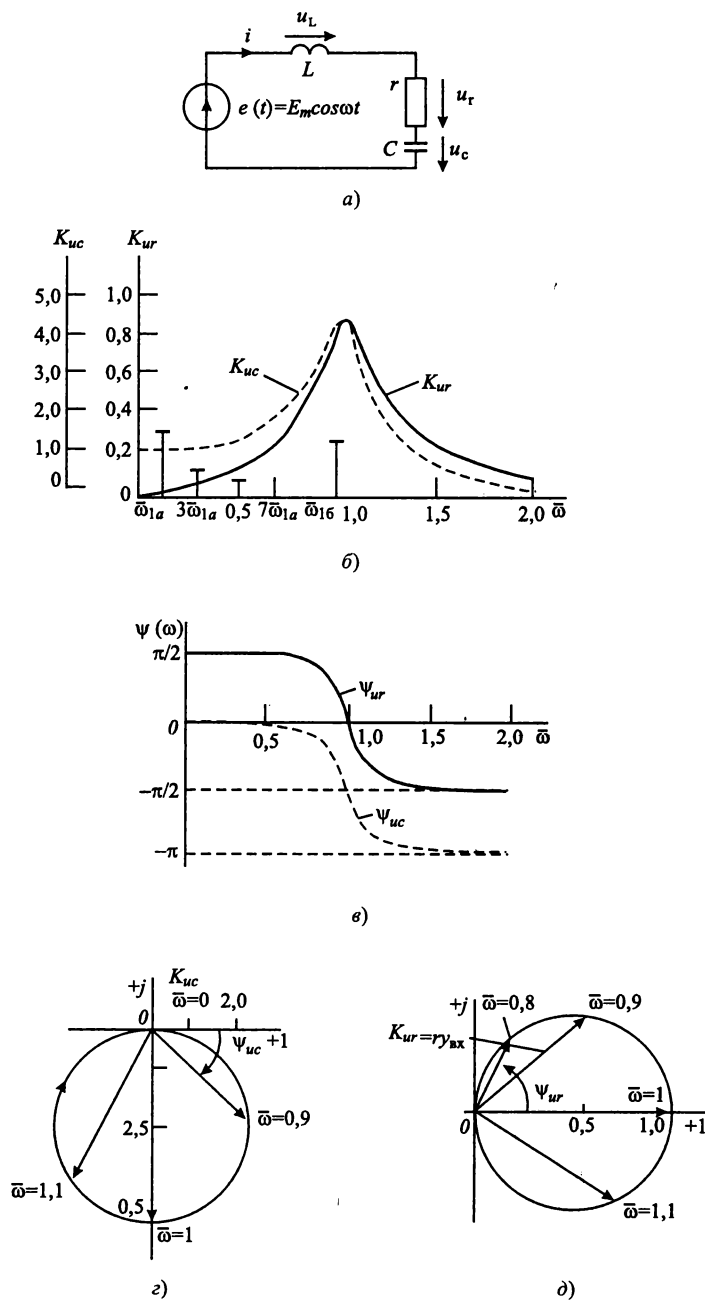 u_L
i
L
r
u_r
e (t)=E_m cosωt
C
u_c
а)
K_uc K_ur
5,0 1,0
4,0 0,8
3,0 0,6
K_uc K_ur
2,0 0,4
1,0 0,2
0 0
ω̅_1а 3ω̅_1а 0,5 7ω̅_1а ω̅_1б 1,0 1,5 2,0 ω̅
б)
ψ (ω)
π/2
ψ_ur
0
0,5 1,0 1,5 2,0 ω̅
−π/2
ψ_uc
−π
в)
+j K_uc
ω̅=0 2,0
0
ψ_uc +1
ω̅=0,9
2,5
ω̅=1,1
0,5
ω̅=1
г)
+j ω̅=0,8 ω̅=0,9
K_ur=ry_вх
ψ_ur ω̅=1
0 0,5 1,0 +1
ω̅=1,1
д)